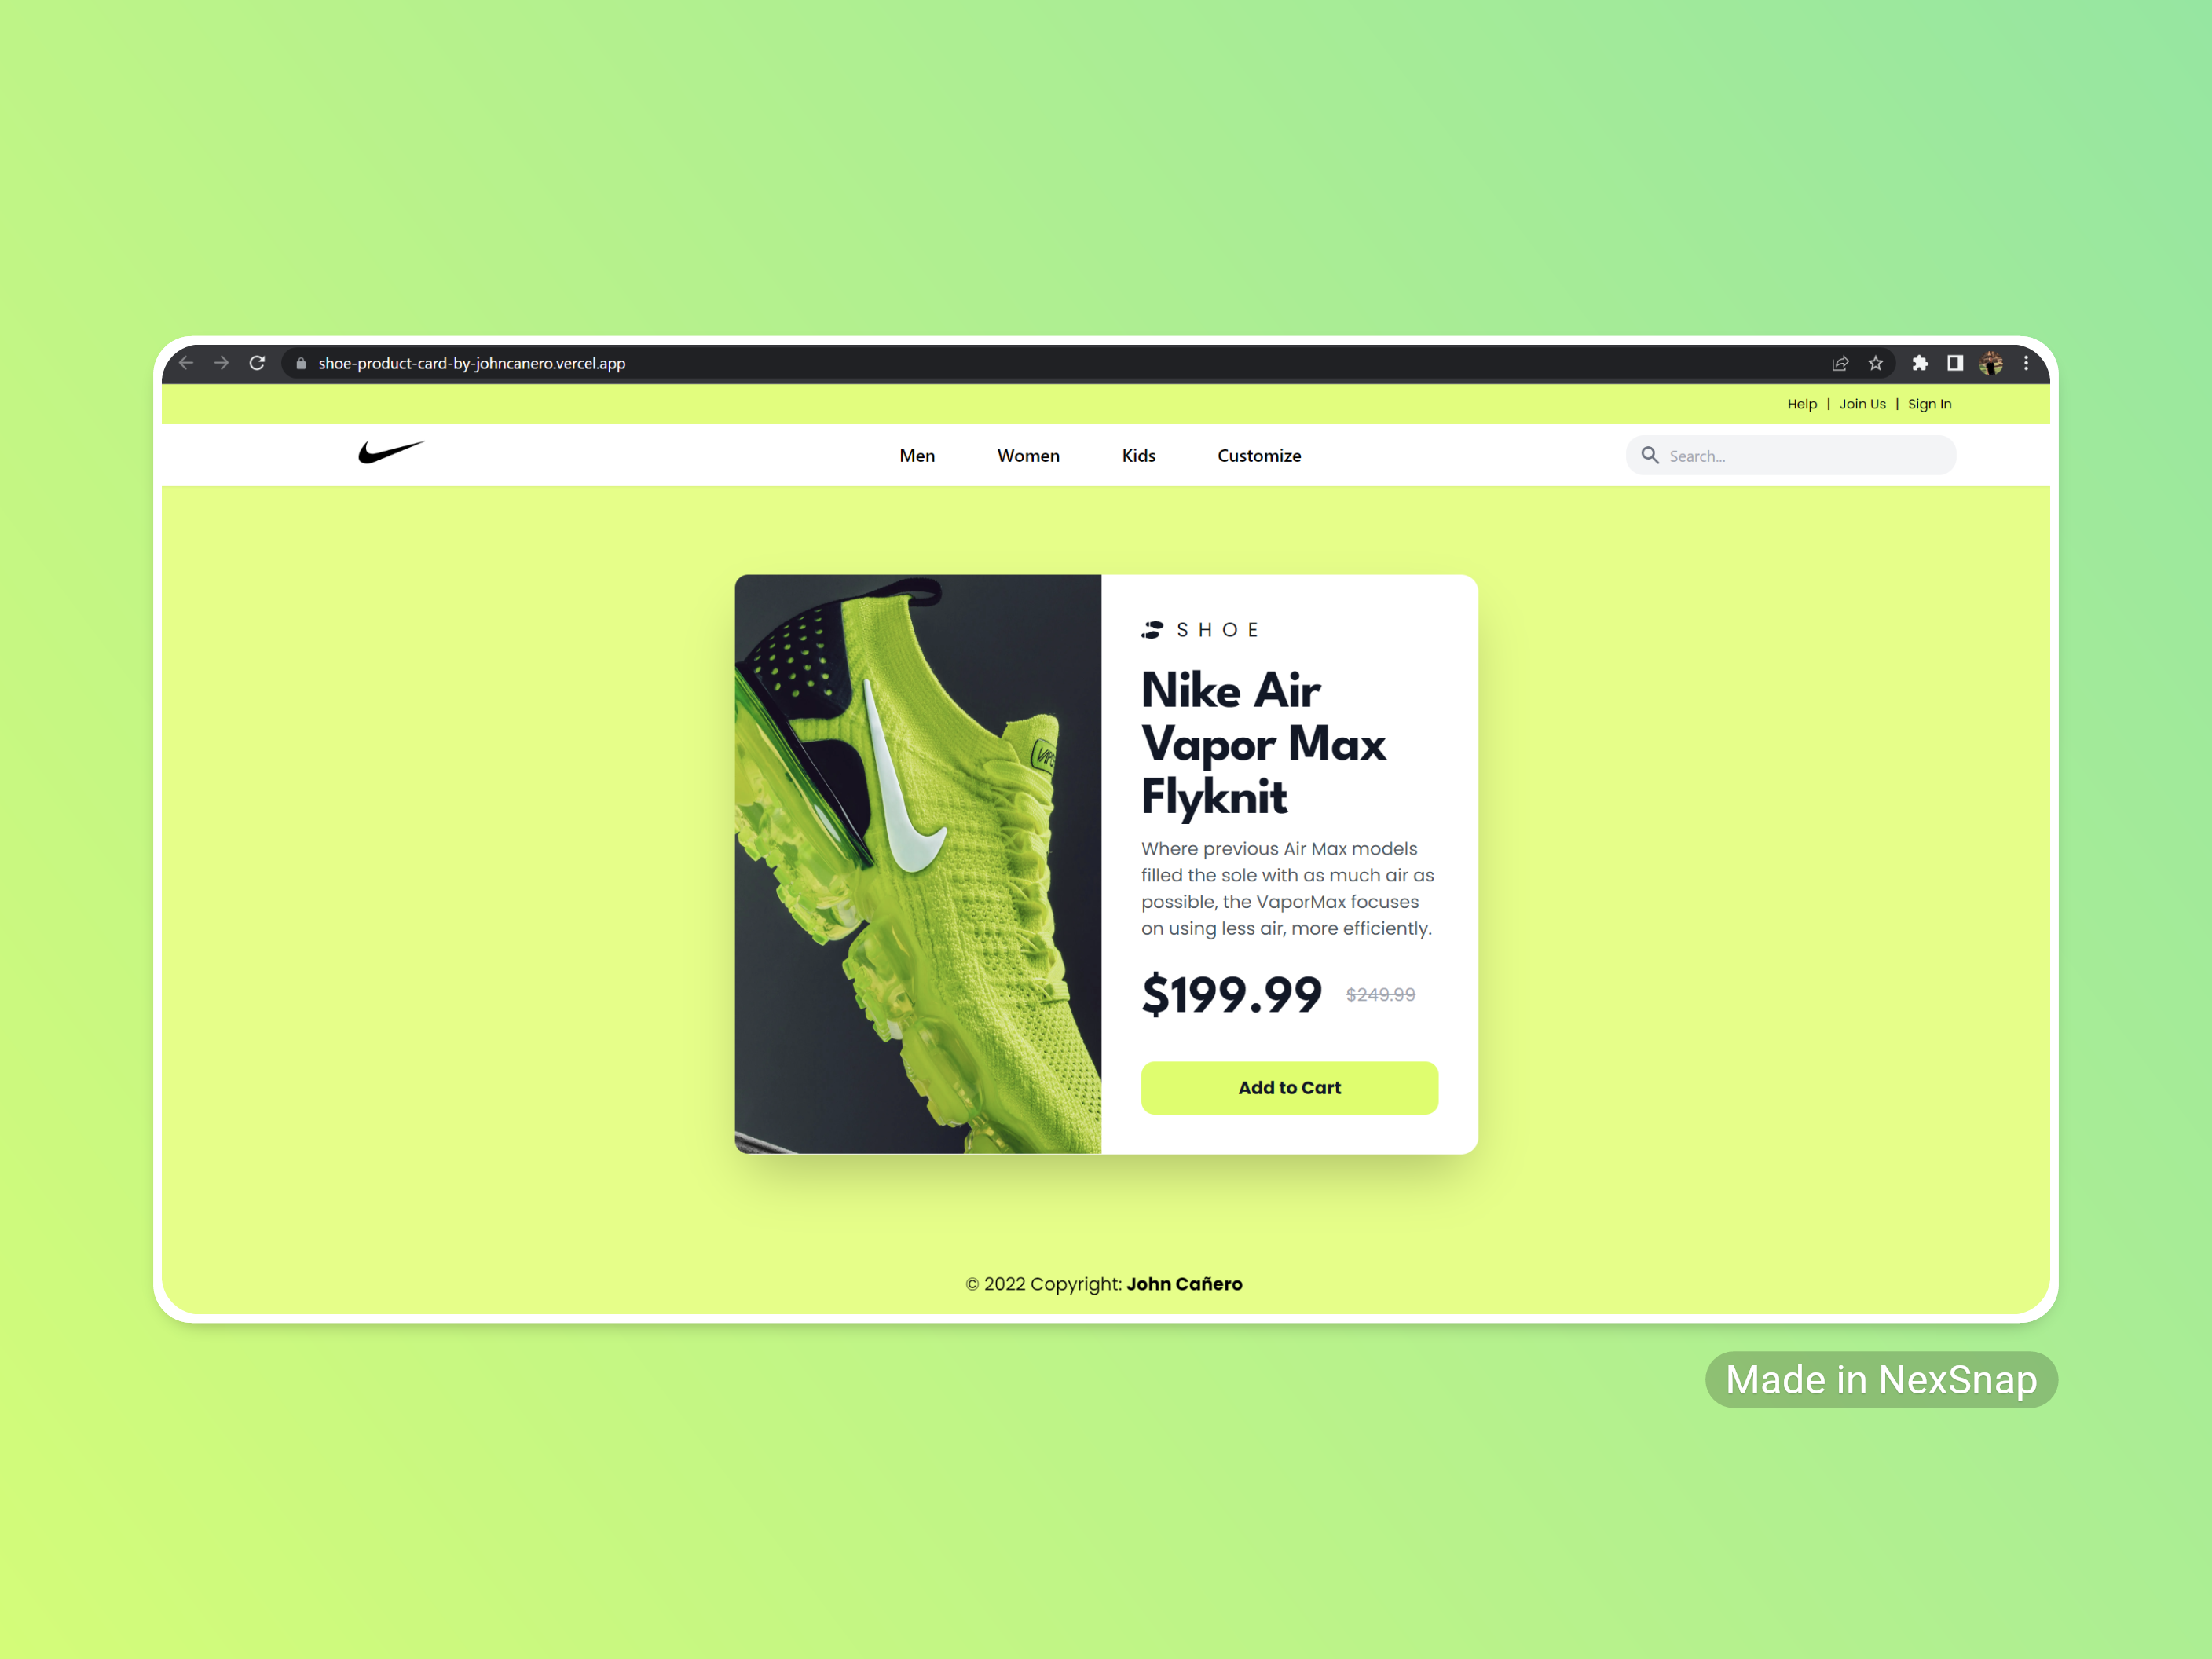 shoe-product-card-by-johncanero.vercel.app
Help | Join Us | Sign In
Men Women Kids Customize Search...
SHOE
Nike Air
Vapor Max
Flyknit
Where previous Air Max models
filled the sole with as much air as
possible, the VaporMax focuses
on using less air, more efficiently.
$199.99 $249.99
Add to Cart
© 2022 Copyright: John Cañero
Made in NexSnap